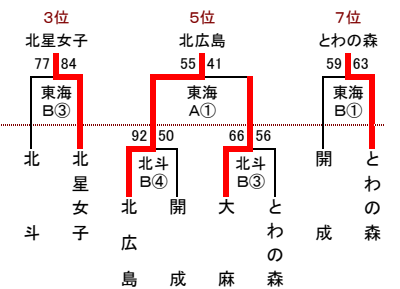 ３位 ５位 ７位
北星女子 北広島 とわの森
77 84 55 41 59 63
東海 東海 東海
B③ A① B①
92 50 66 56
北斗 北斗
B④ B③
北斗 北星女子 北広島 開成 大麻 とわの森 開成 とわの森